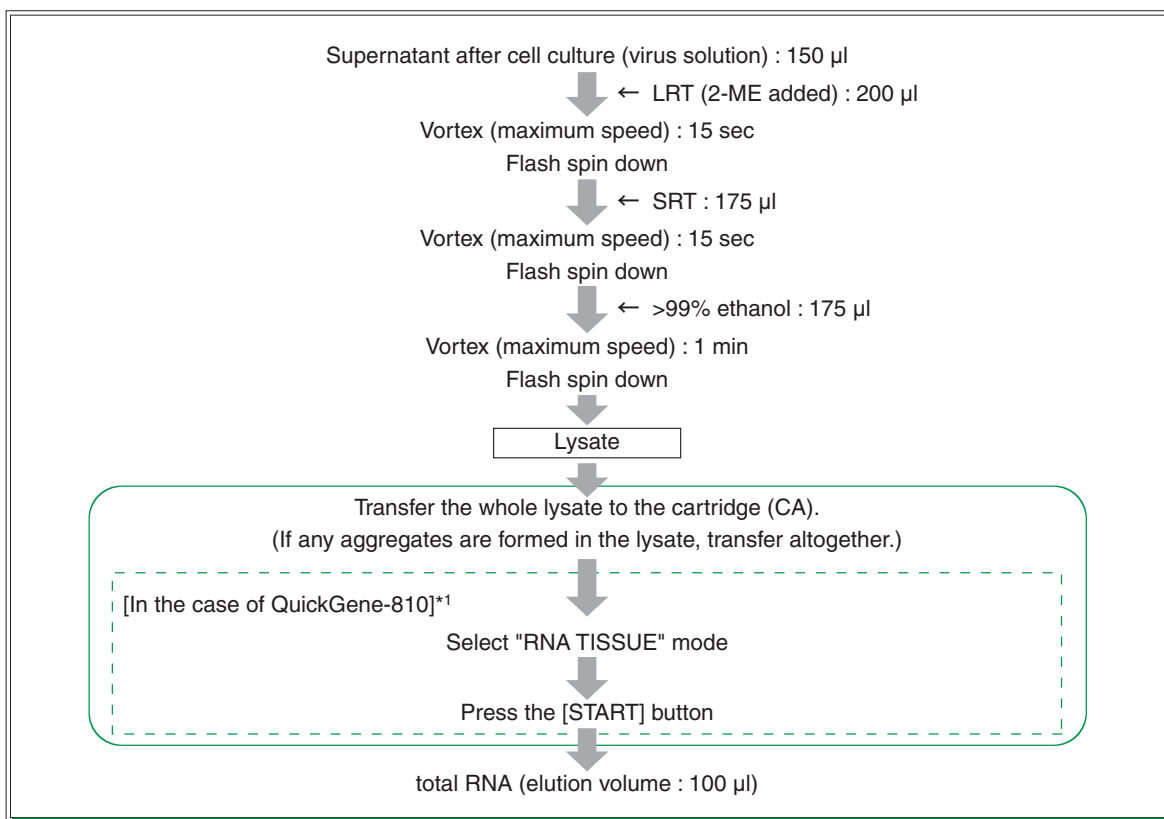 Supernatant after cell culture (virus solution) : 150 µl
← LRT (2-ME added) : 200 µl
Vortex (maximum speed) : 15 sec
Flash spin down
← SRT : 175 µl
Vortex (maximum speed) : 15 sec
Flash spin down
← >99% ethanol : 175 µl
Vortex (maximum speed) : 1 min
Flash spin down
Lysate
Transfer the whole lysate to the cartridge (CA).
(If any aggregates are formed in the lysate, transfer altogether.)
[In the case of QuickGene-810]*1
Select "RNA TISSUE" mode
Press the [START] button
total RNA (elution volume : 100 µl)